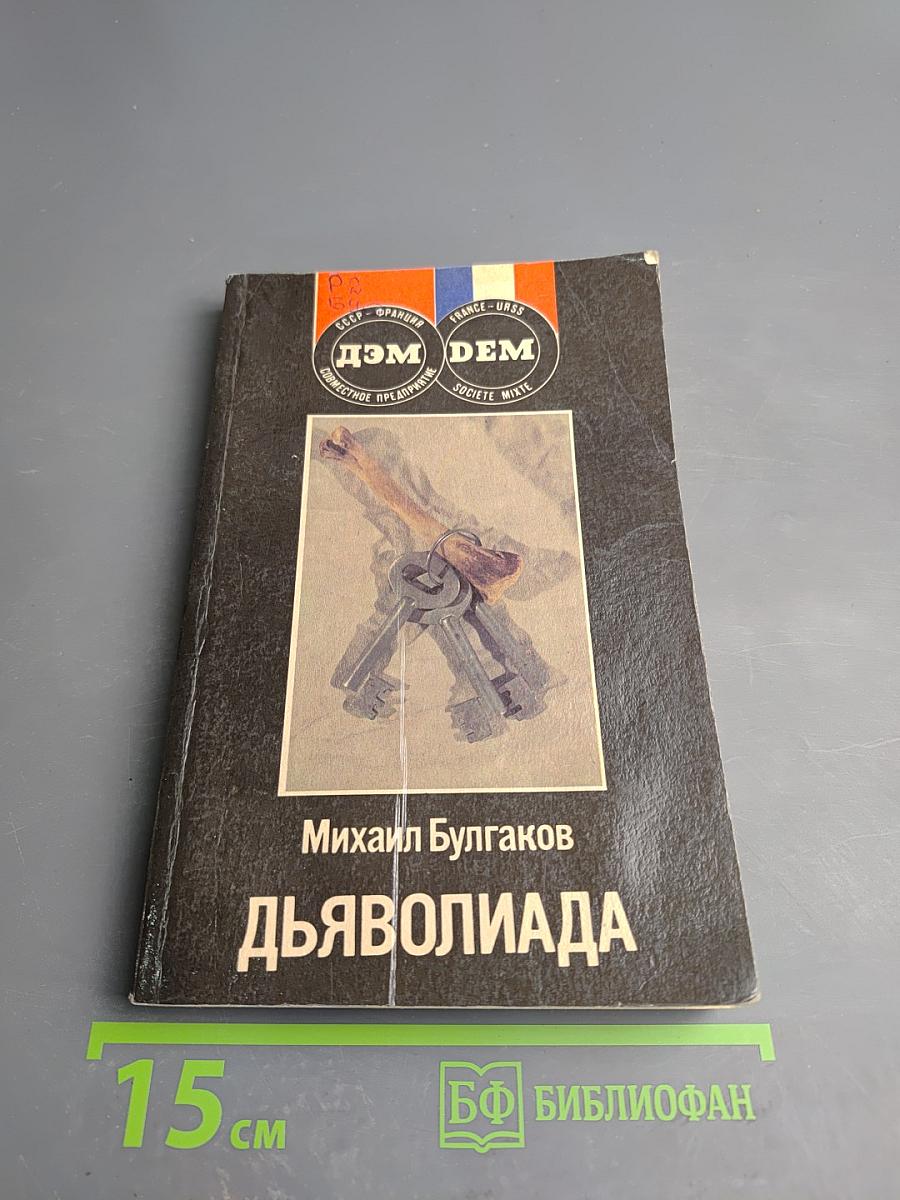 СССР - ФРАНЦИЯ
ДЭМ
СОВМЕСТНОЕ ПРЕДПРИЯТИЕ
FRANCE - URSS
DEM
SOCIETE MIXTE
Михаил Булгаков
ДЬЯВОЛИАДА
15 см
БФ БИБЛИОФАН